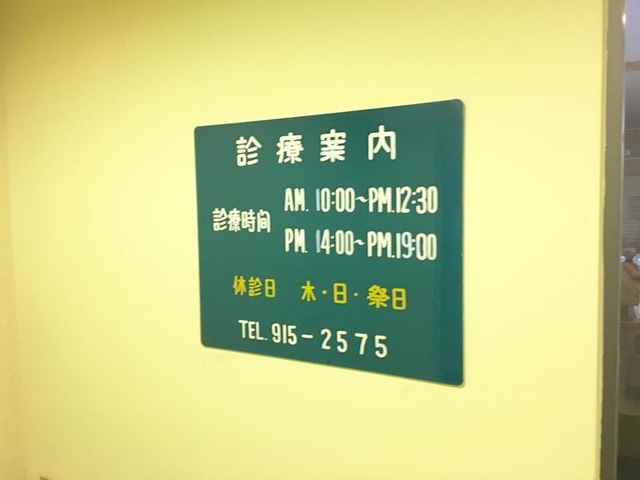 診療案内
診療時间 AM. 10:00~PM.12:30
PM. 14:00~PM.19:00
休診日 木・日・祭日
TEL. 915-2575